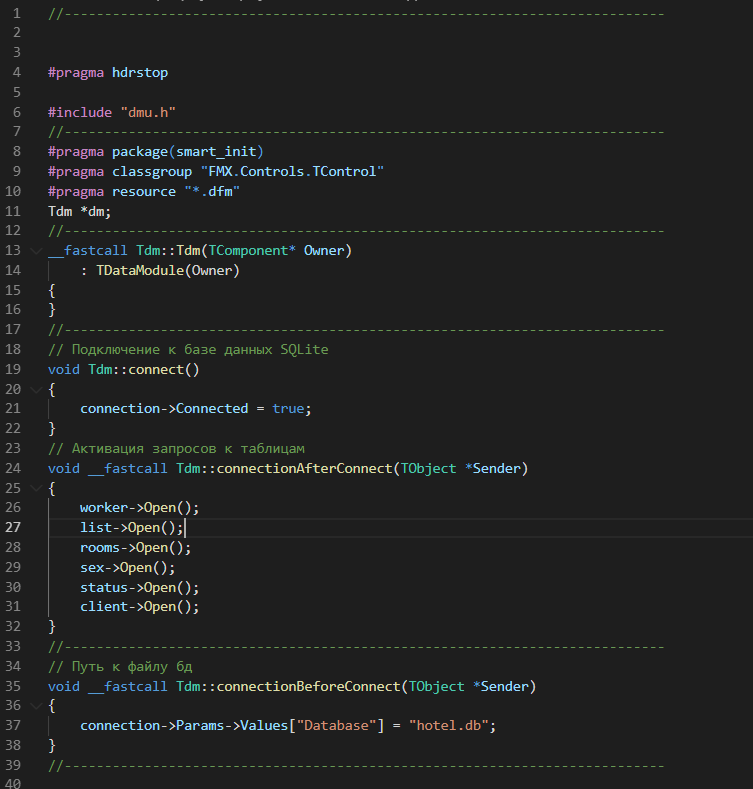 1 //---------------------------------------------------------------------------
2
3
4 #pragma hdrstop
5
6 #include "dmu.h"
7 //---------------------------------------------------------------------------
8 #pragma package(smart_init)
9 #pragma classgroup "FMX.Controls.TControl"
10 #pragma resource "*.dfm"
11 Tdm *dm;
12 //---------------------------------------------------------------------------
13 __fastcall Tdm::Tdm(TComponent* Owner)
14     : TDataModule(Owner)
15 {
16 }
17 //---------------------------------------------------------------------------
18 // Подключение к базе данных SQLite
19 void Tdm::connect()
20 {
21     connection->Connected = true;
22 }
23 // Активация запросов к таблицам
24 void __fastcall Tdm::connectionAfterConnect(TObject *Sender)
25 {
26     worker->Open();
27     list->Open();
28     rooms->Open();
29     sex->Open();
30     status->Open();
31     client->Open();
32 }
33 //---------------------------------------------------------------------------
34 // Путь к файлу бд
35 void __fastcall Tdm::connectionBeforeConnect(TObject *Sender)
36 {
37     connection->Params->Values["Database"] = "hotel.db";
38 }
39 //---------------------------------------------------------------------------
40